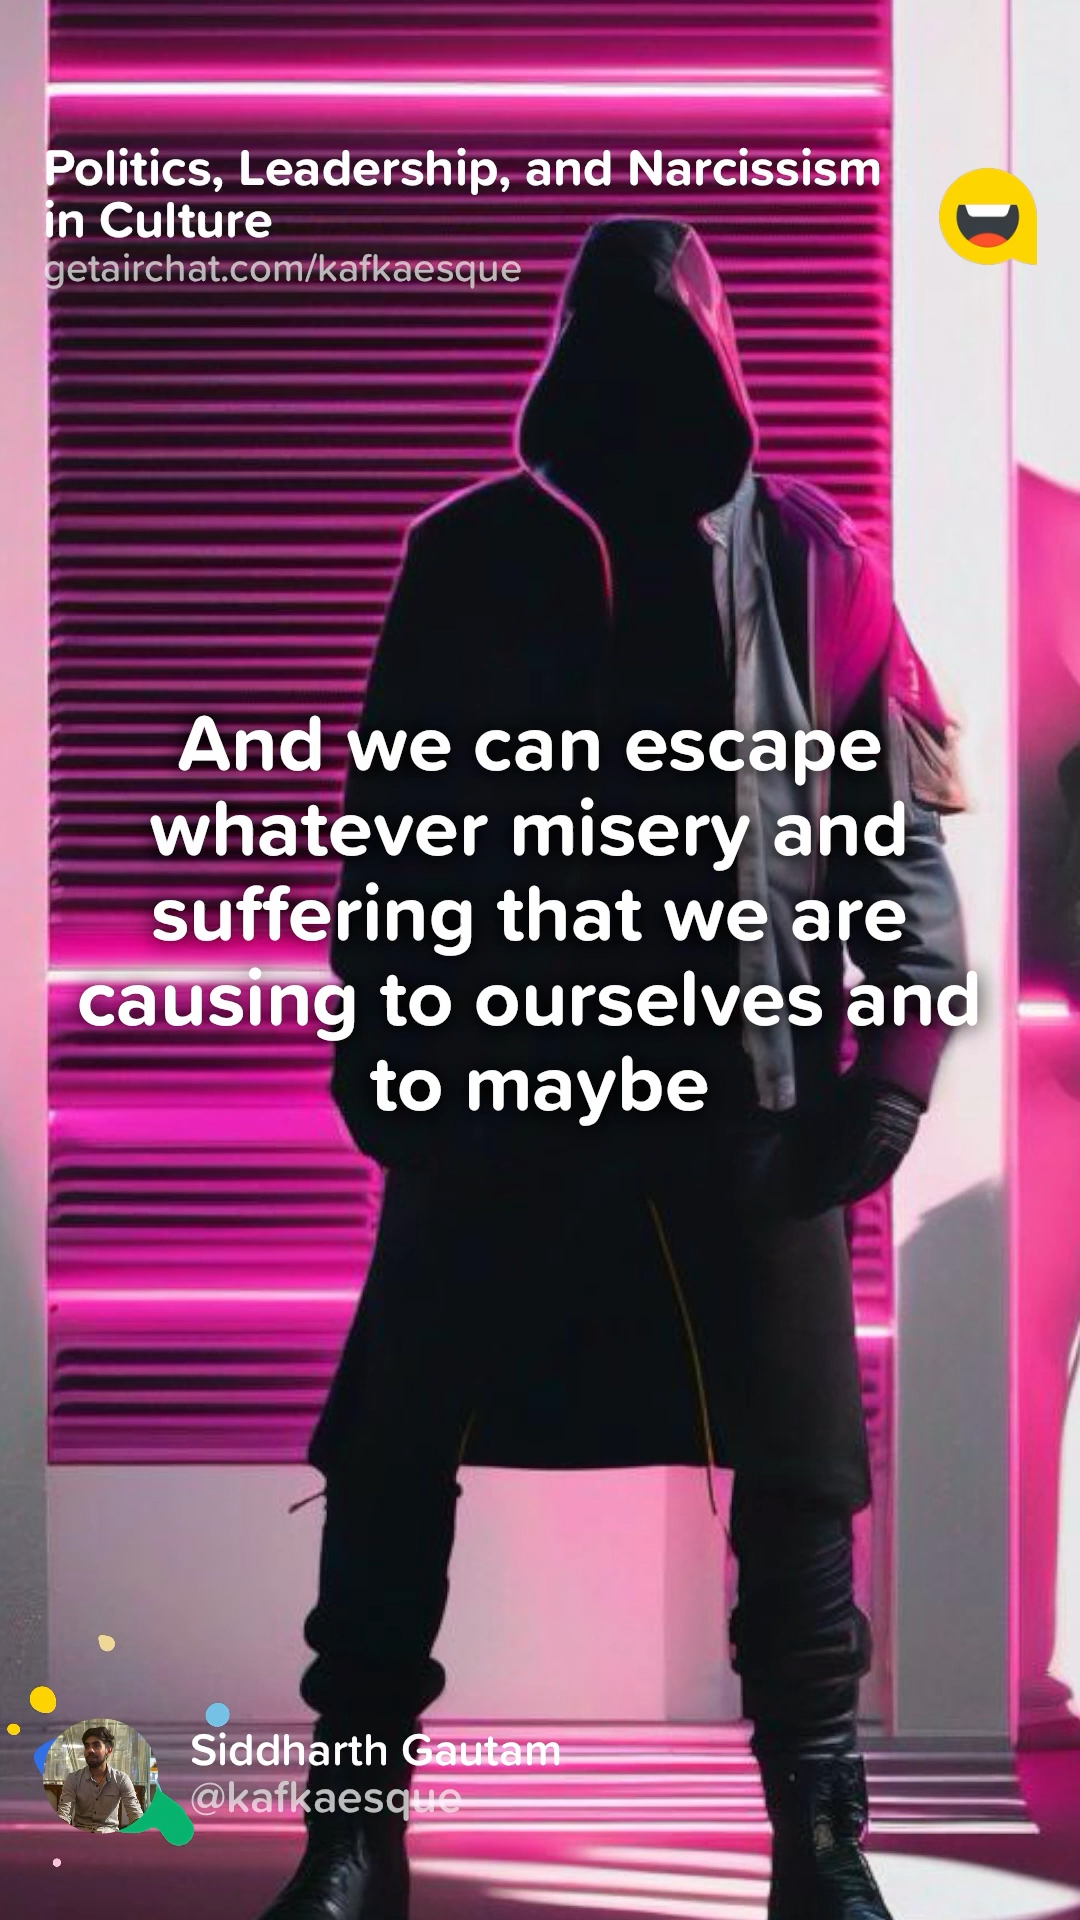 Politics, Leadership, and Narcissism
in Culture
getairchat.com/kafkaesque
And we can escape
whatever misery and
suffering that we are
causing to ourselves and
to maybe
Siddharth Gautam
@kafkaesque